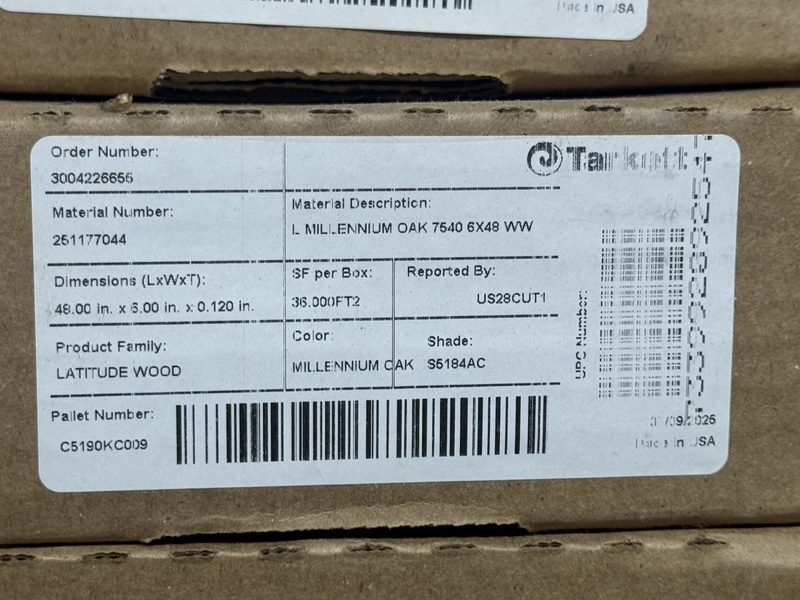 Made in USA
Order Number:
3004226656
Tarkett
Material Number:
251177044
Material Description:
L MILLENNIUM OAK 7540 6X48 WW
Dimensions (LxWxT):
48.00 in. x 6.00 in. x 0.120 in.
SF per Box:
36.000FT2
Reported By:
US28CUT1
Product Family:
LATITUDE WOOD
Color:
MILLENNIUM OAK
Shade:
S5184AC
UPC Number:
Pallet Number:
C5190KC009
Made in USA